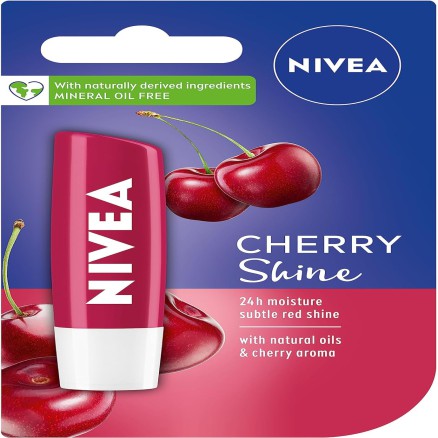 With naturally derived ingredients
MINERAL OIL FREE
NIVEA
NIVEA
CHERRY
Shine
24h moisture
subtle red shine
with natural oils
& cherry aroma